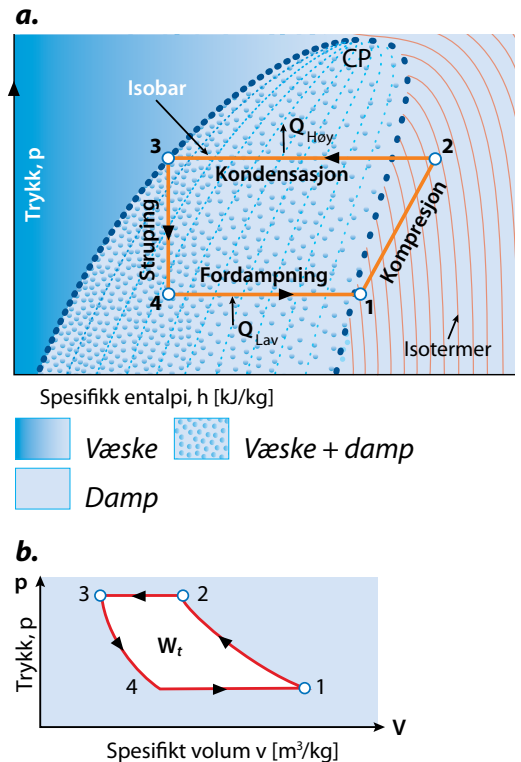 a.
CP
Isobar
Q Høy
3
2
Kondensasjon
Trykk, p
Struping
Kompresjon
Fordampning
4
1
Q Lav
Isotermer
Spesifikk entalpi, h [kJ/kg]
Væske
Væske + damp
Damp
b.
p
3
2
Trykk, p
Wt
4
1
V
Spesifikt volum v [m³/kg]